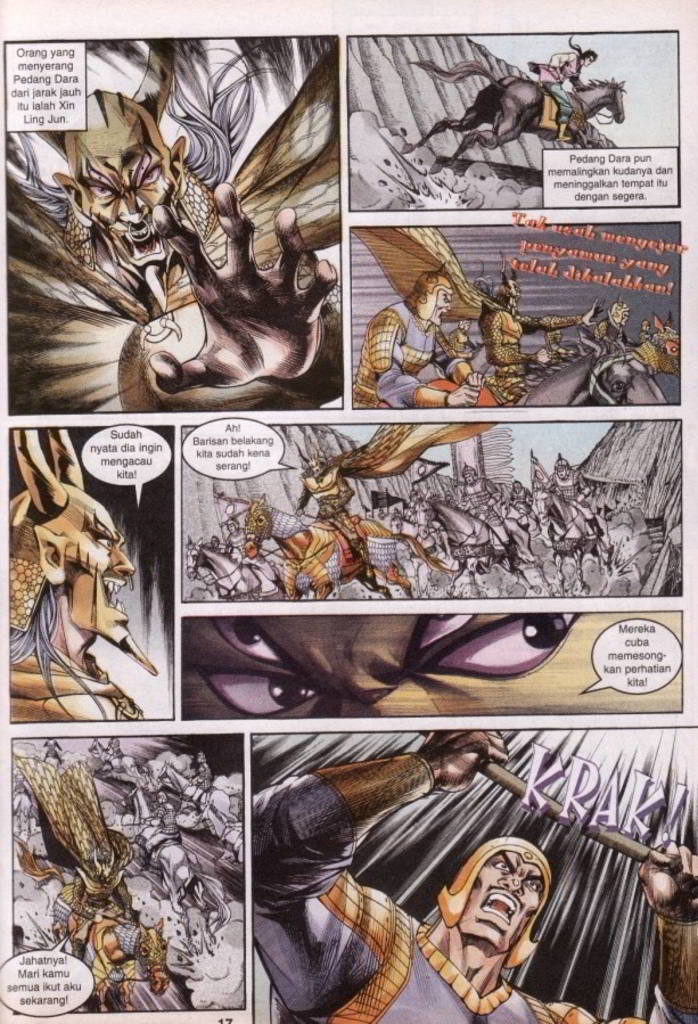 Orang yang
menyerang
Pedang Dara
dari jarak jauh
itu ialah Xin
Ling Jun.
Pedang Dara pun
memalingkan kudanya dan
meninggalkan tempat itu
dengan segera.
Tak usah mengejar
penyamun yang
telah dikalahkan!
Sudah
nyata dia ingin
mengacau
kita!
Ah!
Barisan belakang
kita sudah kena
serang!
Mereka
cuba
memesong-
kan perhatian
kita!
Jahatnya!
Mari kamu
semua ikut aku
sekarang!
KRAK!
17